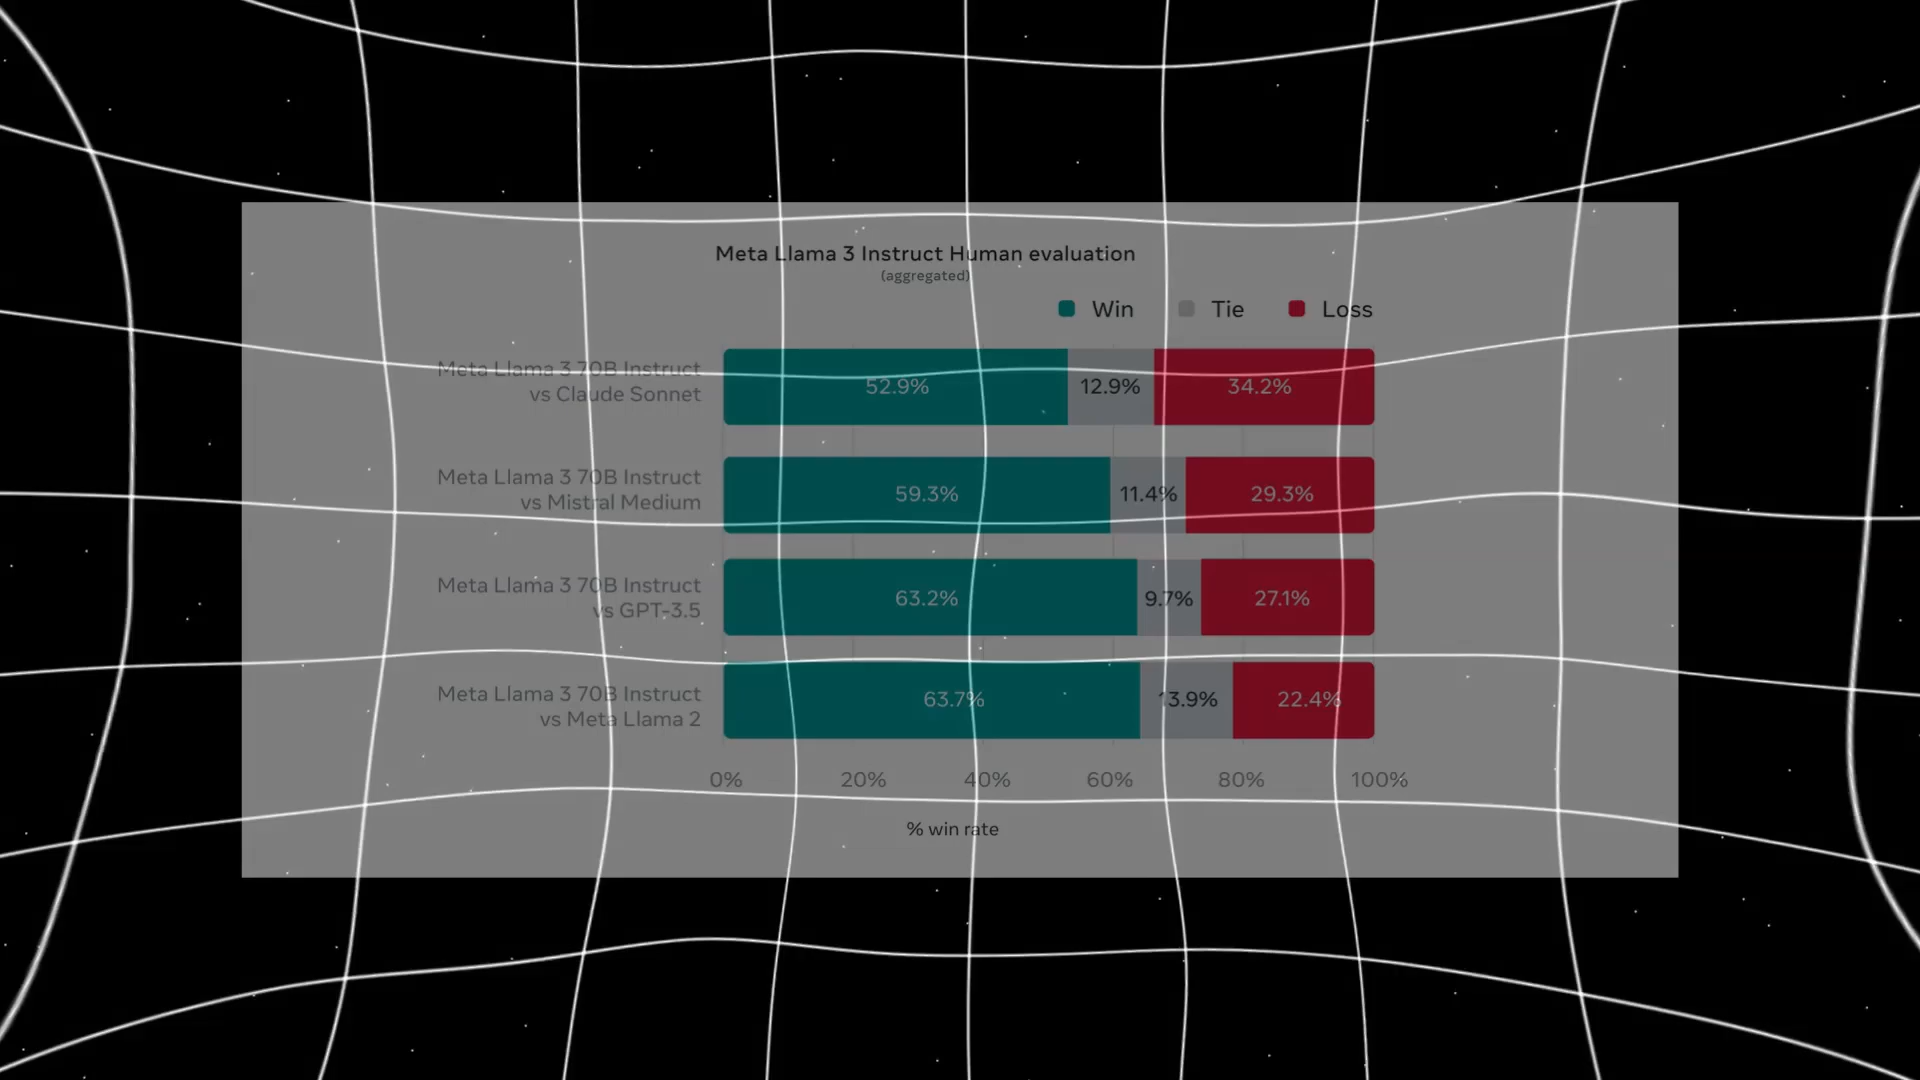 Meta Llama 3 Instruct Human evaluation
(aggregated)
Win Tie Loss
Meta Llama 3 70B Instruct
vs Claude Sonnet
52.9% 12.9% 34.2%
Meta Llama 3 70B Instruct
vs Mistral Medium
59.3% 11.4% 29.3%
Meta Llama 3 70B Instruct
vs GPT-3.5
63.2% 9.7% 27.1%
Meta Llama 3 70B Instruct
vs Meta Llama 2
63.7% 13.9% 22.4%
0% 20% 40% 60% 80% 100%
% win rate